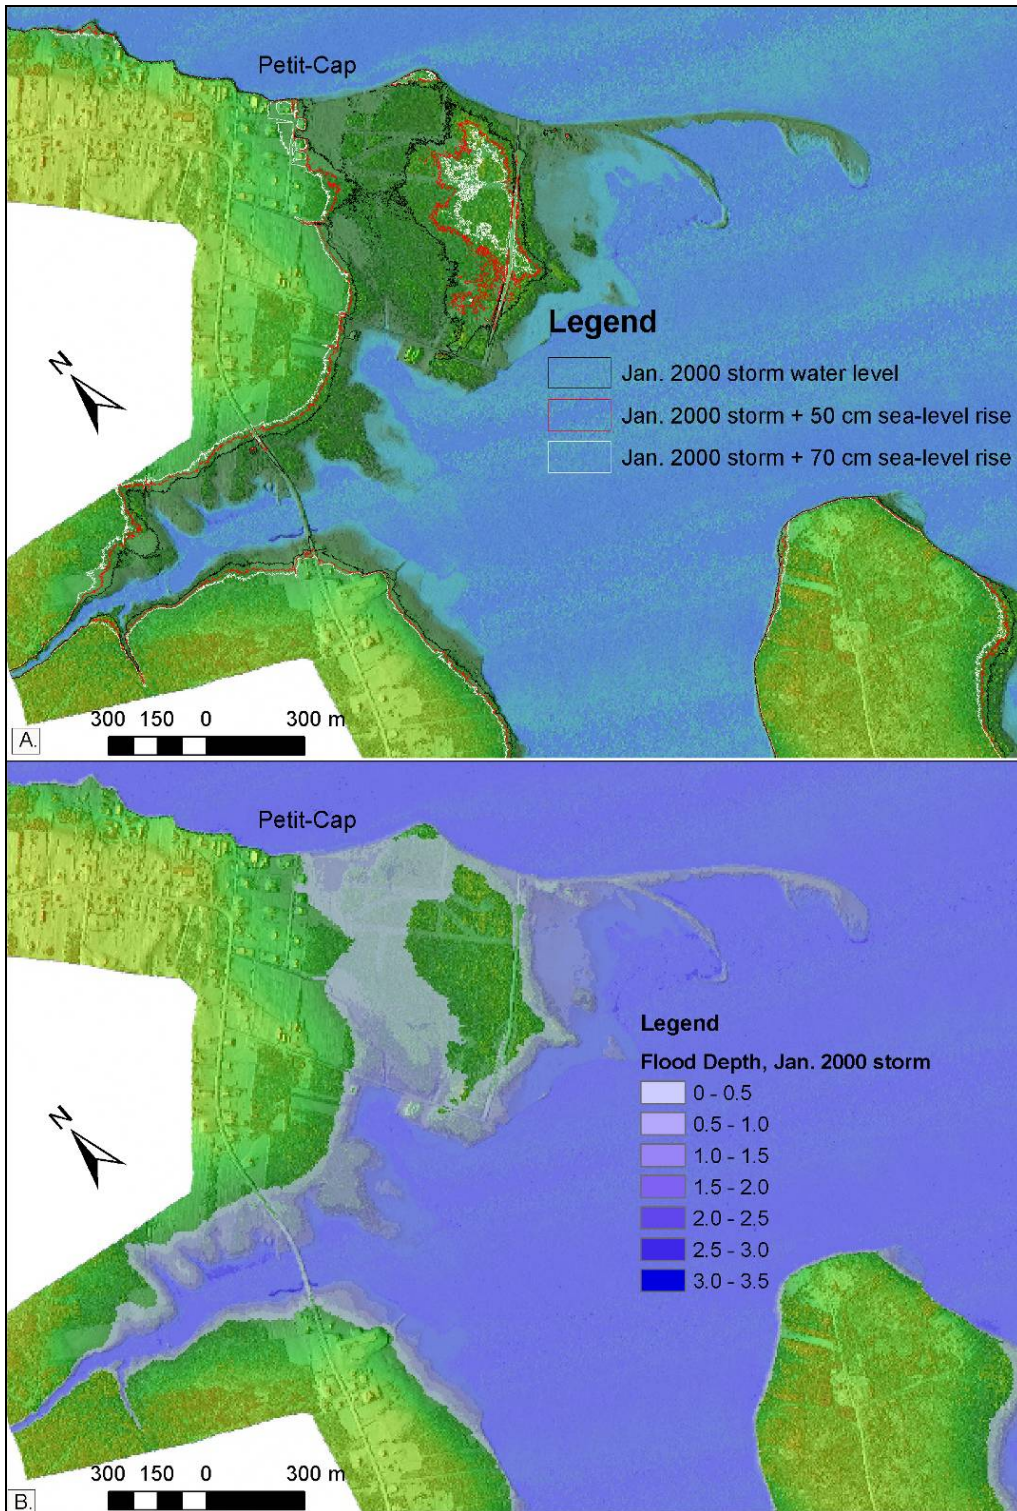 Petit-Cap
Legend
Jan. 2000 storm water level
Jan. 2000 storm + 50 cm sea-level rise
Jan. 2000 storm + 70 cm sea-level rise
N
300 150 0 300 m
A.
Petit-Cap
Legend
Flood Depth, Jan. 2000 storm
0 - 0.5
0.5 - 1.0
1.0 - 1.5
1.5 - 2.0
2.0 - 2.5
2.5 - 3.0
3.0 - 3.5
N
300 150 0 300 m
B.